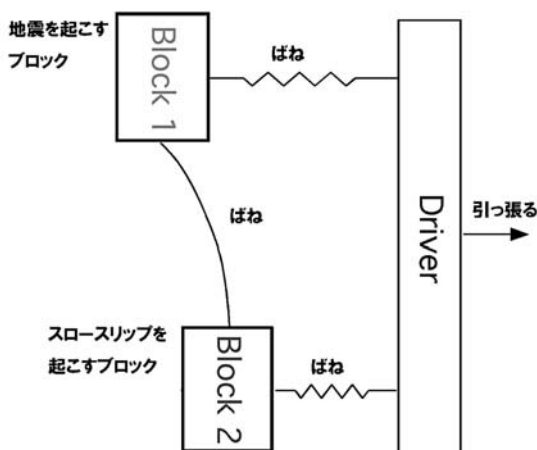 地震を起こす
ブロック
Block 1
ばね
ばね
Driver
引っ張る
スロースリップを
起こすブロック
Block 2
ばね